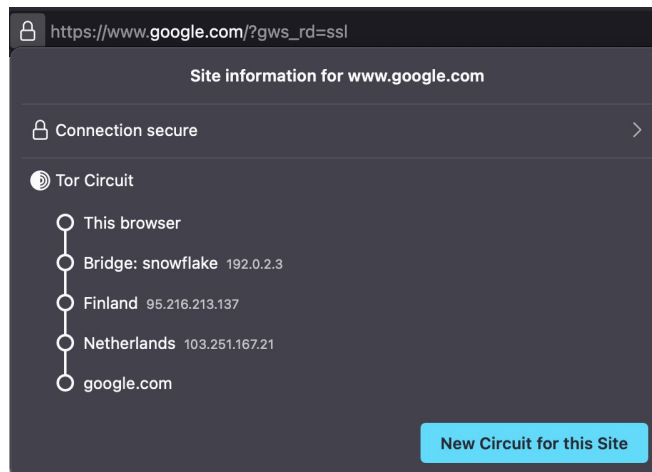 https://www.google.com/?gws_rd=ssl
Site information for www.google.com
Connection secure
Tor Circuit
This browser
Bridge: snowflake 192.0.2.3
Finland 95.216.213.137
Netherlands 103.251.167.21
google.com
New Circuit for this Site